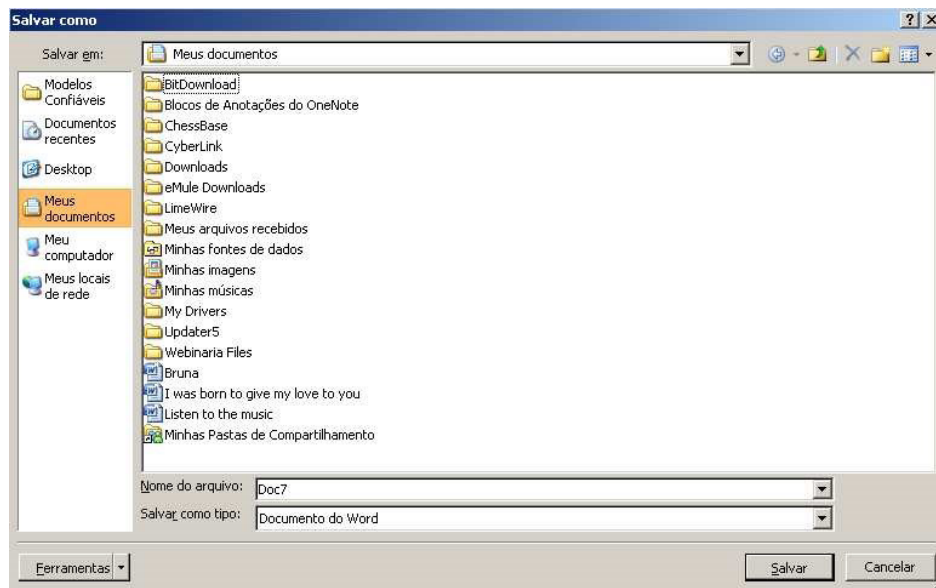 Salvar como
Salvar em:
Meus documentos
Modelos
Confiáveis
Documentos
recentes
Desktop
Meus
documentos
Meu
computador
Meus locais
de rede
BitDownload
Blocos de Anotações do OneNote
ChessBase
CyberLink
Downloads
eMule Downloads
LimeWire
Meus arquivos recebidos
Minhas fontes de dados
Minhas imagens
Minhas músicas
My Drivers
Updater5
Webinaria Files
Bruna
I was born to give my love to you
Listen to the music
Minhas Pastas de Compartilhamento
Nome do arquivo: Doc7
Salvar como tipo: Documento do Word
Ferramentas
Salvar
Cancelar